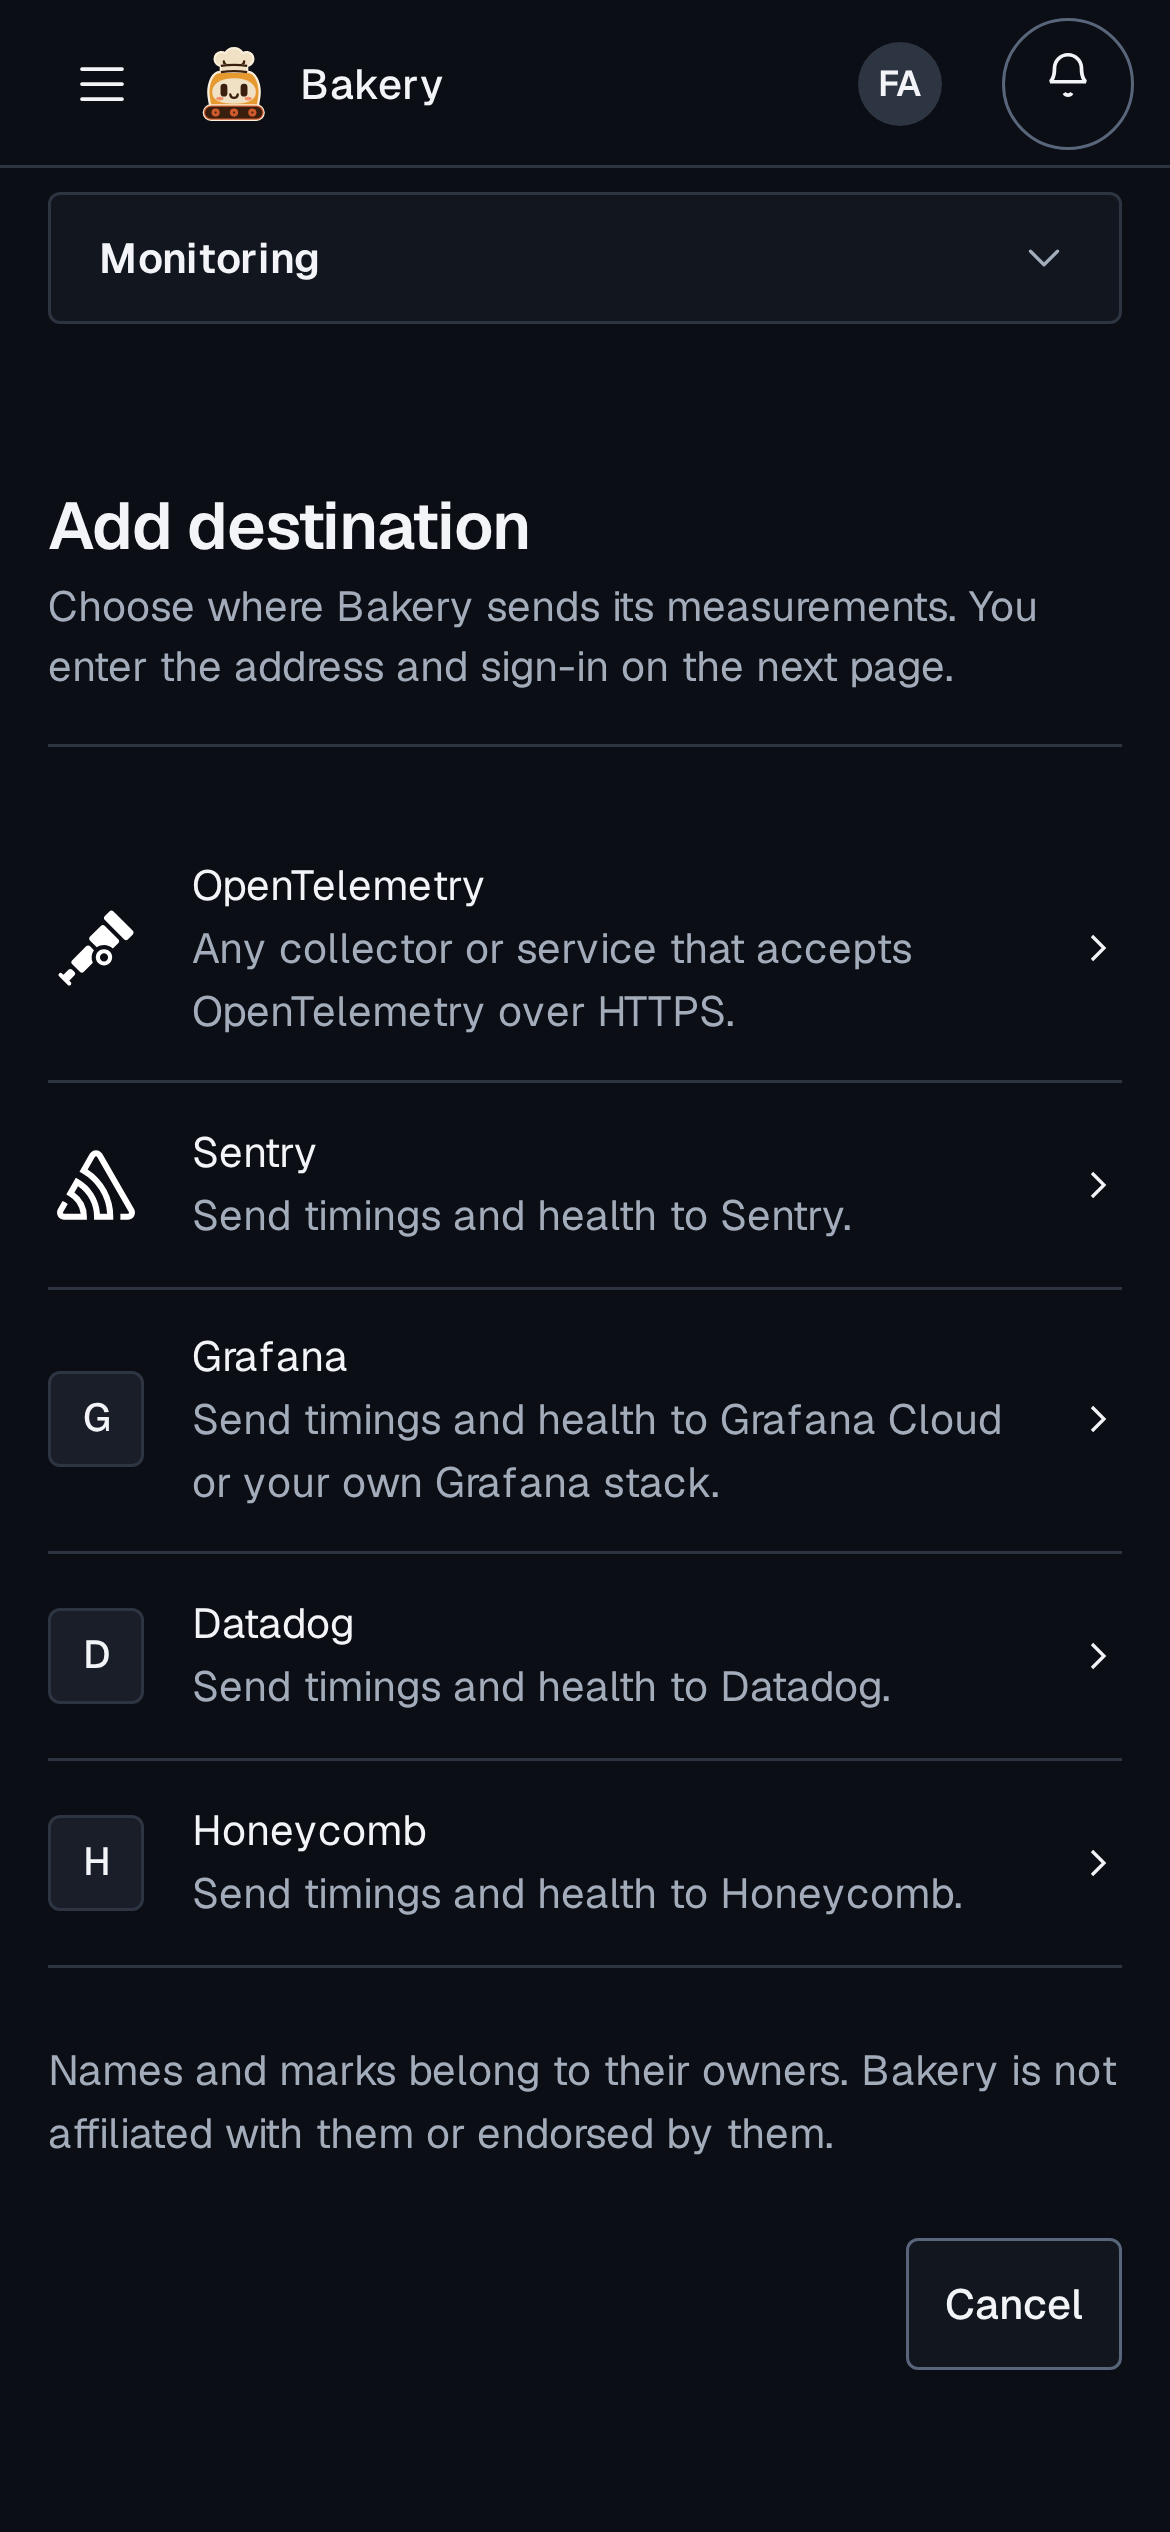 Bakery
FA
Monitoring
Add destination
Choose where Bakery sends its measurements. You
enter the address and sign-in on the next page.
OpenTelemetry
Any collector or service that accepts
OpenTelemetry over HTTPS.
Sentry
Send timings and health to Sentry.
G
Grafana
Send timings and health to Grafana Cloud
or your own Grafana stack.
D
Datadog
Send timings and health to Datadog.
H
Honeycomb
Send timings and health to Honeycomb.
Names and marks belong to their owners. Bakery is not
affiliated with them or endorsed by them.
Cancel